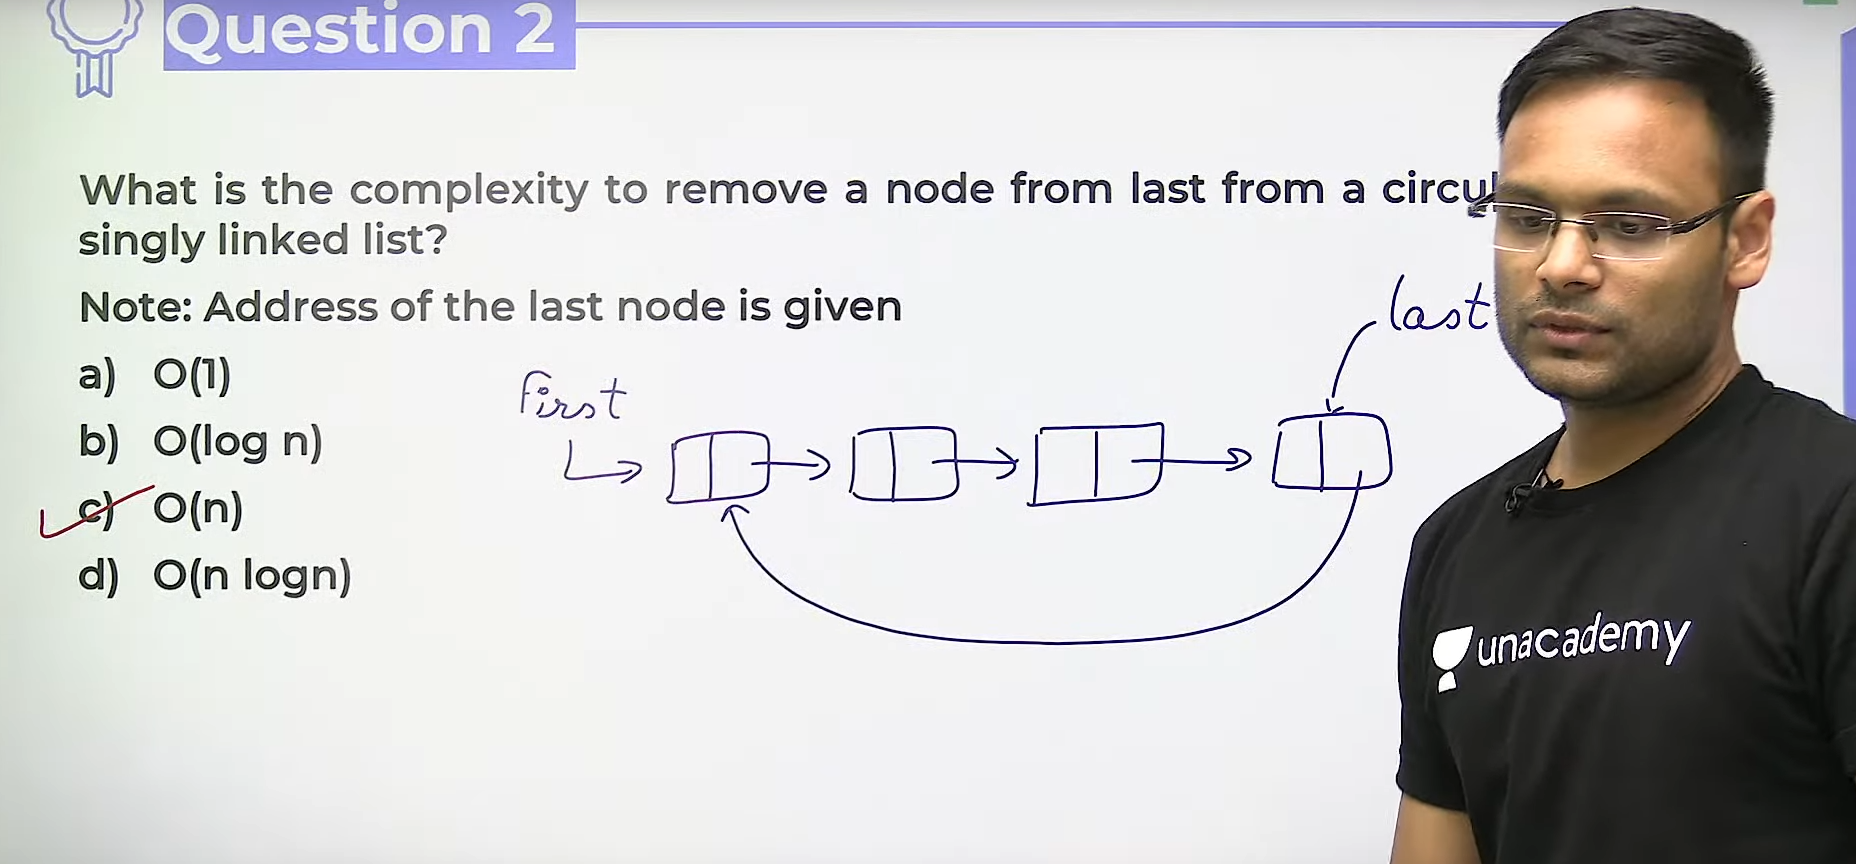 Question 2
What is the complexity to remove a node from last from a circul
singly linked list?
Note: Address of the last node is given
last
a) O(1)
first
b) O(log n)
c) O(n)
d) O(n logn)
unacademy